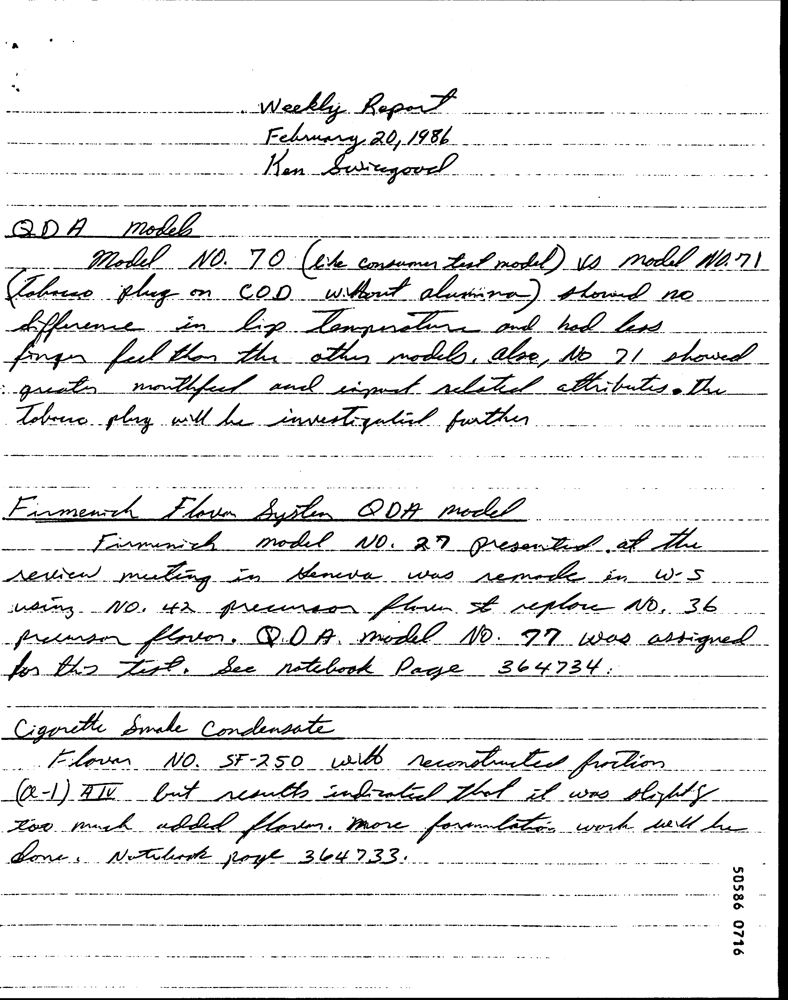 Weekly Report
February 20, 1986
Ken Swicegood
QDA models
Model NO. 70 (like consumer test model) vs model NO. 71
(Tobacco plug on COD without alumina) showed no
difference in lip temperature and had less
finger feel than the other models. also, No 71 showed
greater mouthfeel and impact related attributes. The
Tobacco plug will be investigated further
Firmenich Flavor System QDA model
Firmenich model NO. 27 presented at the
review meeting in Geneva was remade in W-S
using NO. 42 precursor flavor to replace NO. 36
precursor flavor. Q.D.A. model NO. 77 was assigned
for this test. See notebook Page 364734.
Cigarette Smoke Condensate
Flavor NO. SF-250 with reconstructed fraction
but results indicated that it was slightly
too much added flavor. More formulation work will be
done. Notebook page 364733.
50586 0716